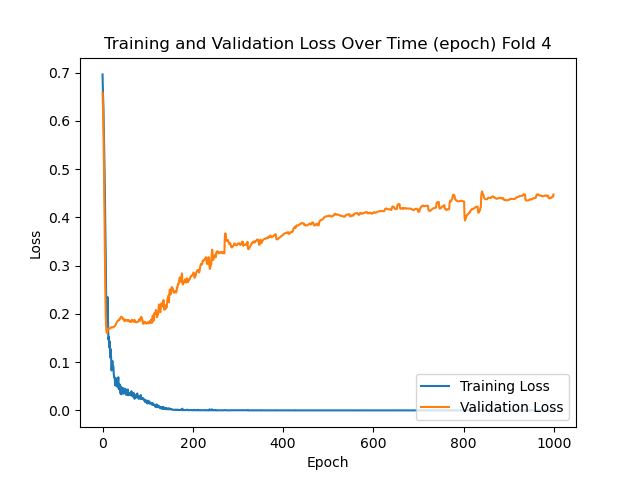 Training and Validation Loss Over Time (epoch) Fold 4
0.7
0.6
0.5
0.4
0.3
0.2
0.1
0.0
Loss
Training Loss
Validation Loss
0 200 400 600 800 1000
Epoch